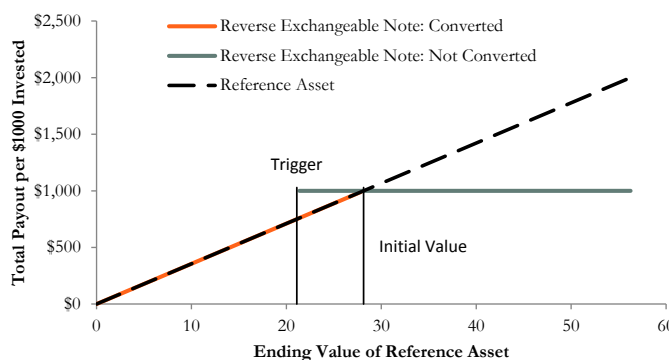 $2,500
$2,000
$1,500
$1,000
$500
$0
Total Payout per $1000 Invested
Reverse Exchangeable Note: Converted
Reverse Exchangeable Note: Not Converted
Reference Asset
Trigger
Initial Value
0 10 20 30 40 50 60
Ending Value of Reference Asset